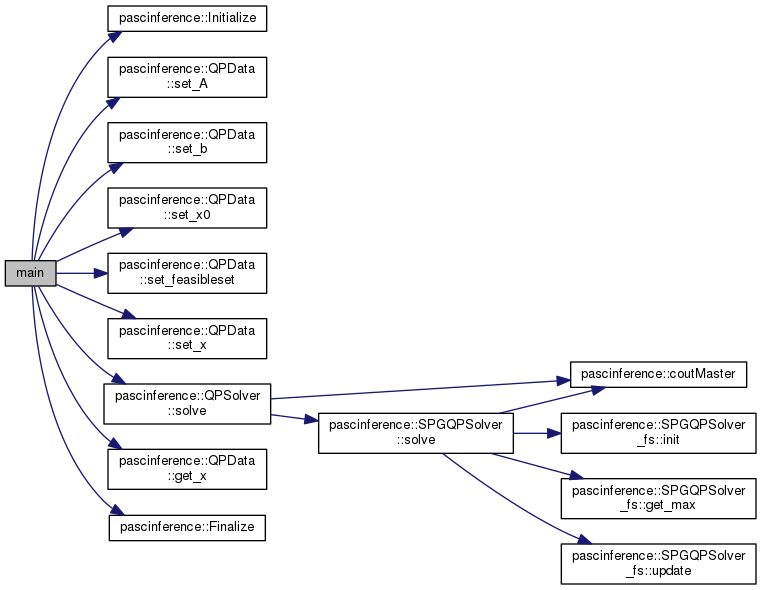 main
pascinference::Initialize
pascinference::QPData
::set_A
pascinference::QPData
::set_b
pascinference::QPData
::set_x0
pascinference::QPData
::set_feasibleset
pascinference::QPData
::set_x
pascinference::QPSolver
::solve
pascinference::QPData
::get_x
pascinference::Finalize
pascinference::SPGQPSolver
::solve
pascinference::coutMaster
pascinference::SPGQPSolver
_fs::init
pascinference::SPGQPSolver
_fs::get_max
pascinference::SPGQPSolver
_fs::update